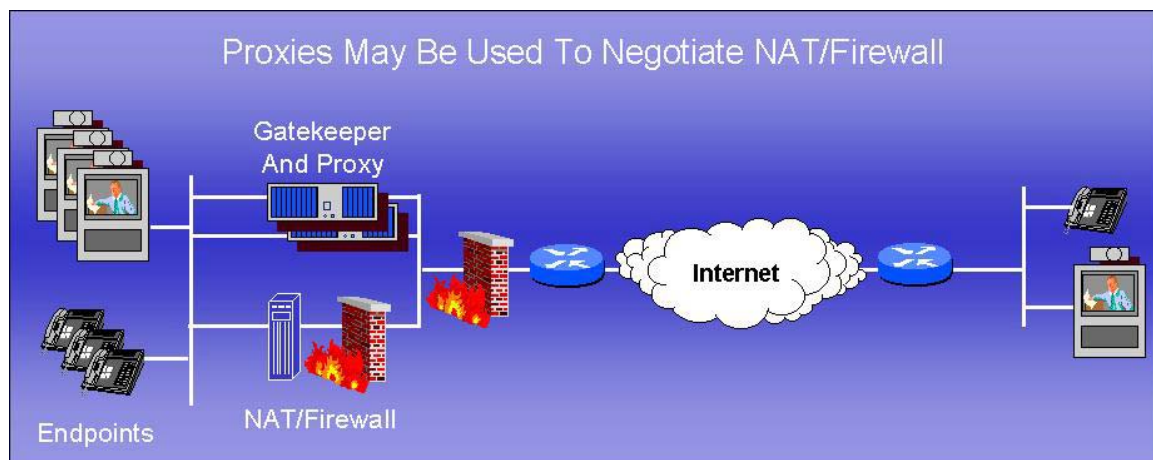 Proxies May Be Used To Negotiate NAT/Firewall
Gatekeeper
And Proxy
Internet
NAT/Firewall
Endpoints